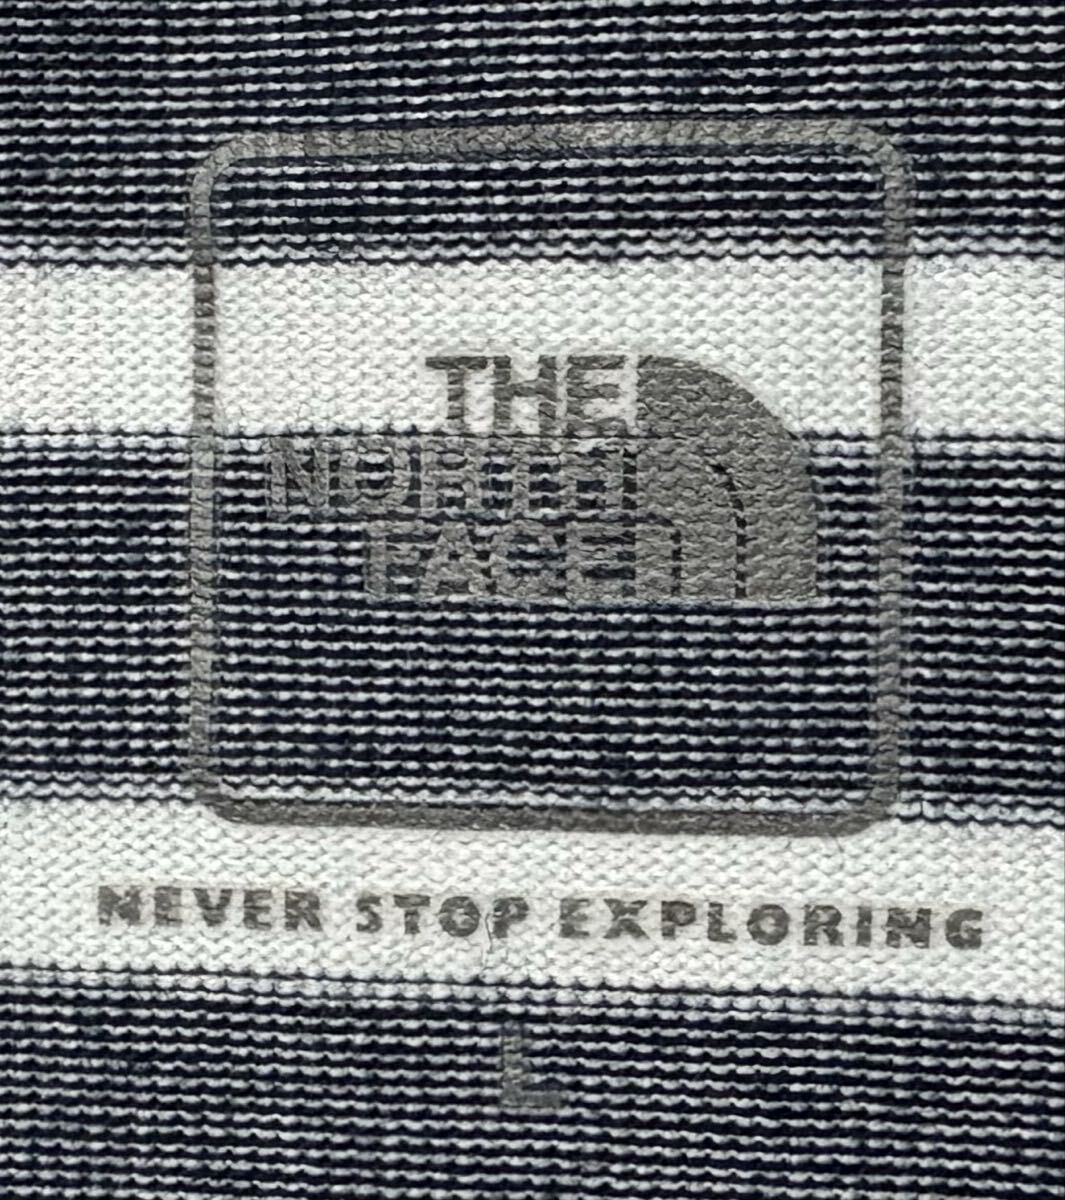 THE
NORTH
FACE
NEVER STOP EXPLORING
L